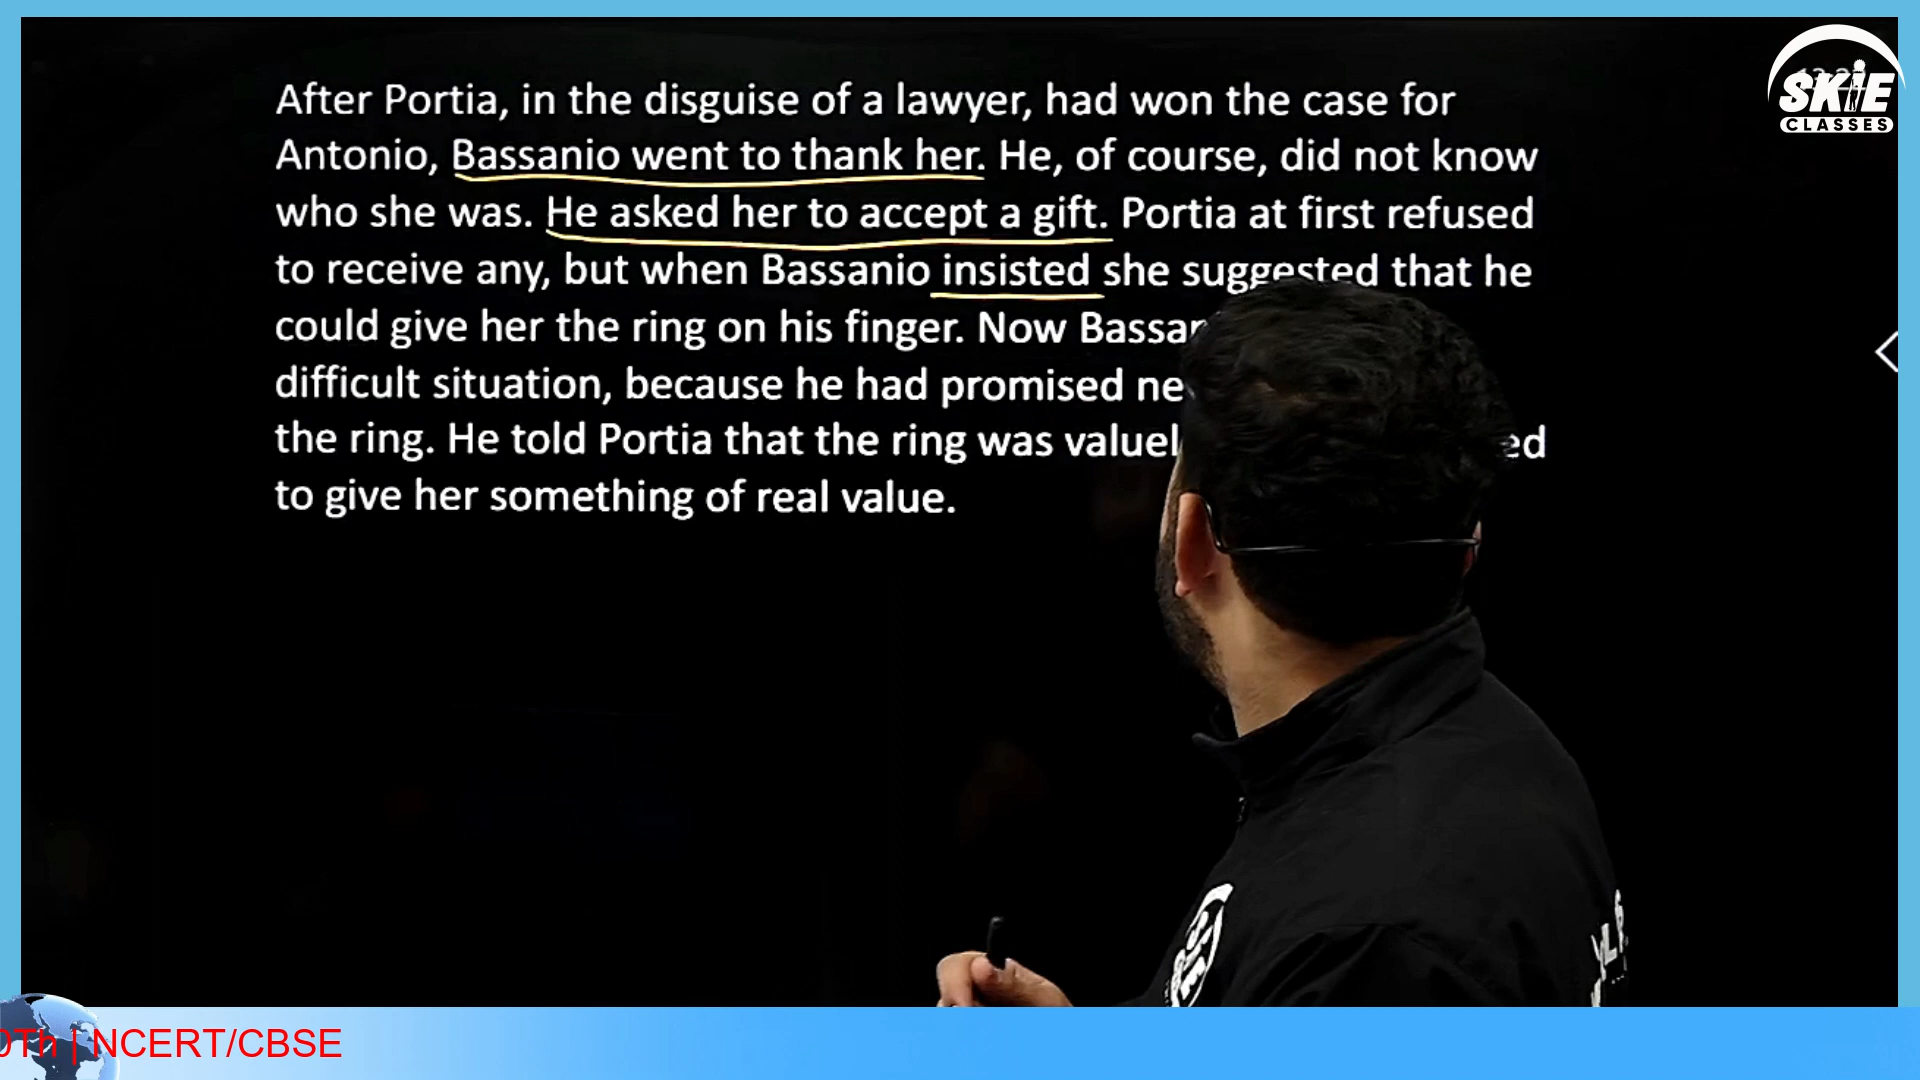 After Portia, in the disguise of a lawyer, had won the case for
Antonio, Bassanio went to thank her. He, of course, did not know
who she was. He asked her to accept a gift. Portia at first refused
to receive any, but when Bassanio insisted she suggested that he
could give her the ring on his finger. Now
difficult situation, because he had promised
the ring. He told Portia that the ring was
to give her something of real value.
SKIE
CLASSES
| NCERT/CBSE